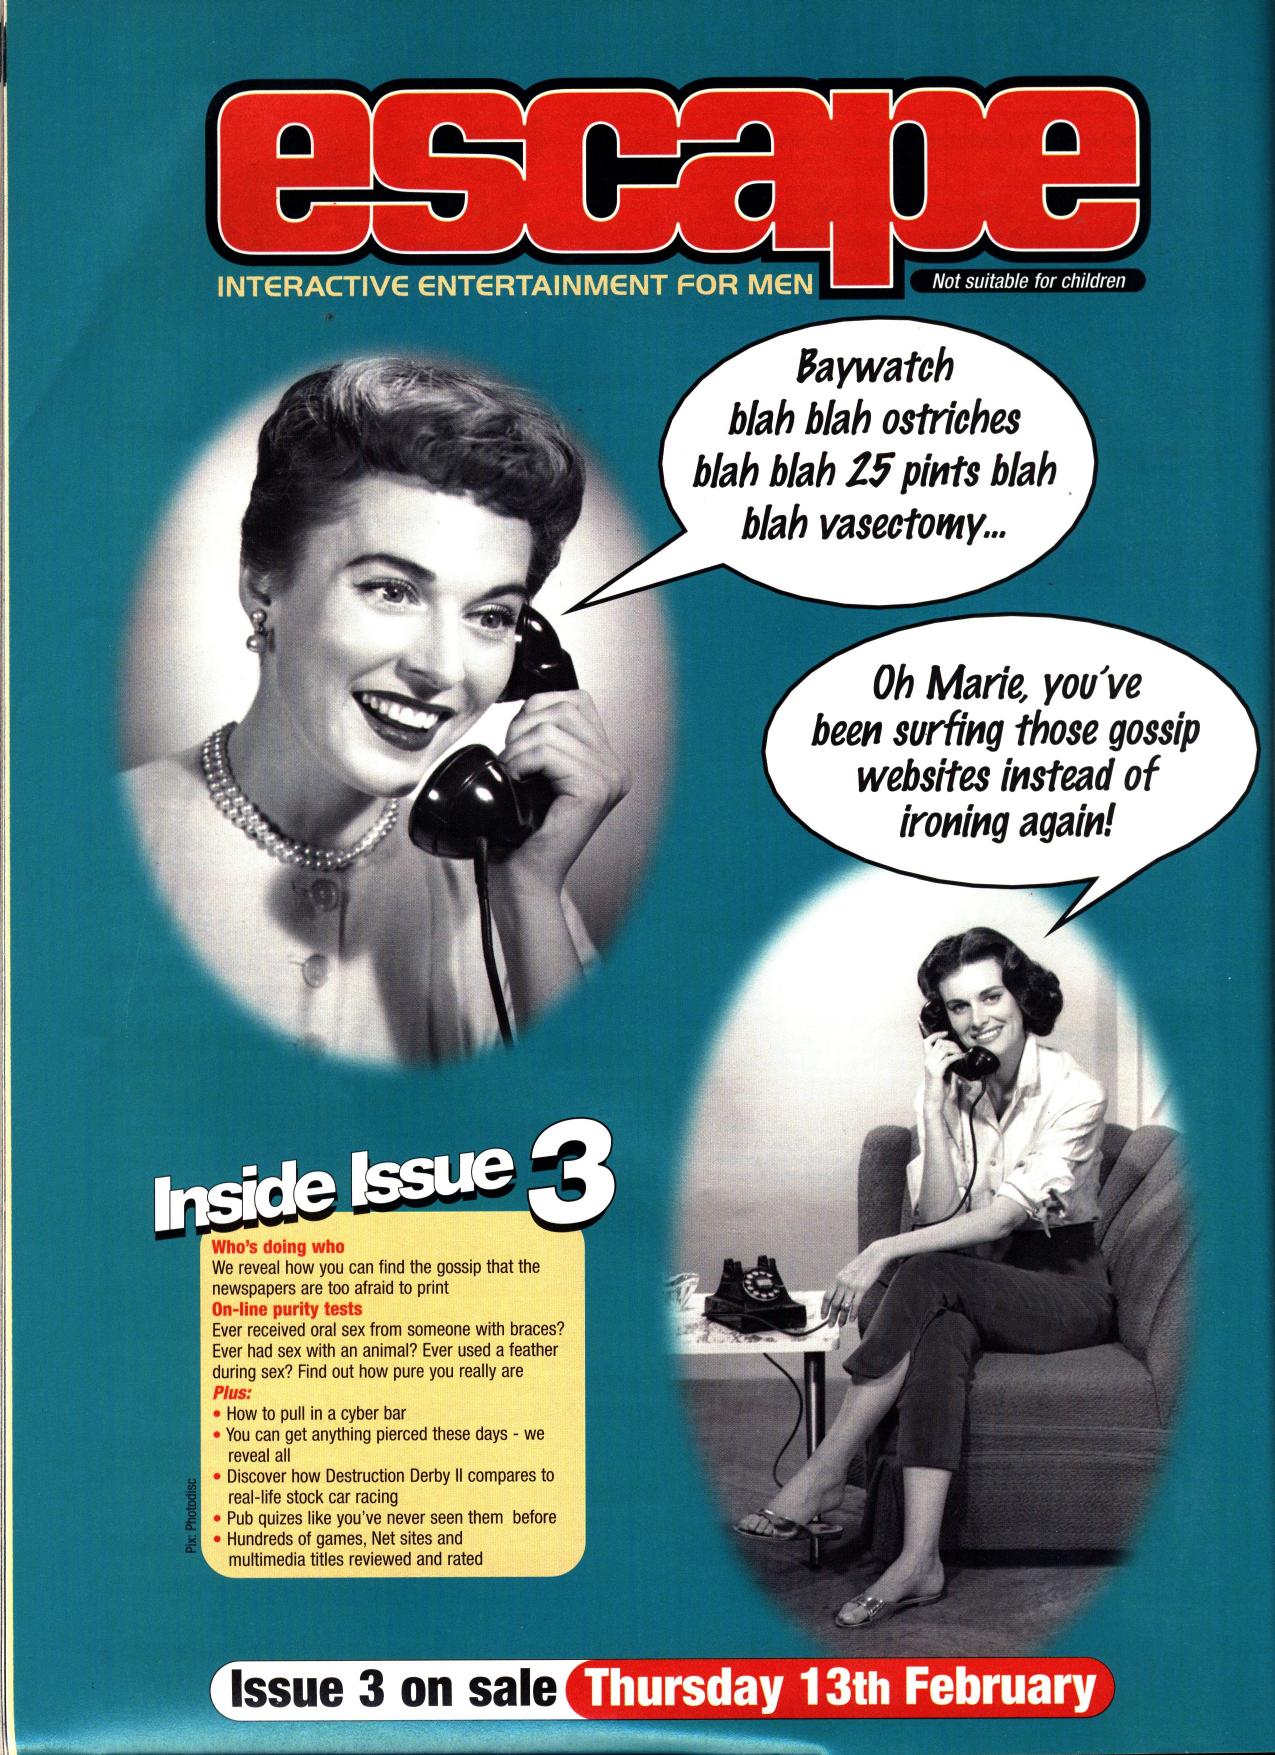 escape
INTERACTIVE ENTERTAINMENT FOR MEN
Not suitable for children
Baywatch
blah blah ostriches
blah blah 25 pints blah
blah vasectomy...
Oh Marie, you've
been surfing those gossip
websites instead of
ironing again!
Inside Issue 3
Who's doing who
We reveal how you can find the gossip that the
newspapers are too afraid to print
On-line purity tests
Ever received oral sex from someone with braces?
Ever had sex with an animal? Ever used a feather
during sex? Find out how pure you really are
Plus:
• How to pull in a cyber bar
• You can get anything pierced these days - we
reveal all
• Discover how Destruction Derby II compares to
real-life stock car racing
• Pub quizes like you've never seen them before
• Hundreds of games, Net sites and
multimedia titles reviewed and rated
Pix: Photodisc
Issue 3 on sale Thursday 13th February